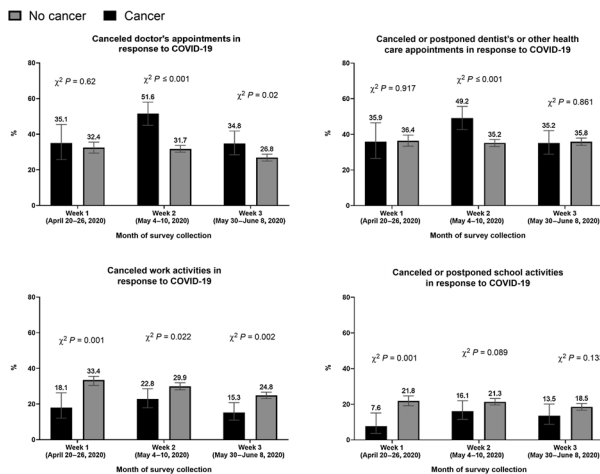 No cancer
Cancer
Canceled doctor's appointments in
response to COVID-19
80
60
40
20
0
%
χ² P = 0.62
χ² P ≤ 0.001
χ² P = 0.02
35.1
32.4
51.6
31.7
34.8
26.8
Week 1
(April 20–26, 2020)
Week 2
(May 4–10, 2020)
Week 3
(May 30–June 8, 2020)
Month of survey collection
Canceled or postponed dentist's or other health
care appointments in response to COVID-19
80
60
40
20
0
%
χ² P = 0.917
χ² P ≤ 0.001
χ² P = 0.861
35.9
36.4
49.2
35.2
35.2
35.8
Week 1
(April 20–26, 2020)
Week 2
(May 4–10, 2020)
Week 3
(May 30–June 8, 2020)
Month of survey collection
Canceled work activities in
response to COVID-19
80
60
40
20
0
%
χ² P = 0.001
χ² P = 0.022
χ² P = 0.002
18.1
33.4
22.8
29.9
15.3
24.8
Week 1
(April 20–26, 2020)
Week 2
(May 4–10, 2020)
Week 3
(May 30–June 8, 2020)
Month of survey collection
Canceled or postponed school activities
in response to COVID-19
80
60
40
20
0
%
χ² P = 0.001
χ² P = 0.089
χ² P = 0.13
7.6
21.8
16.1
21.3
13.5
18.5
Week 1
(April 20–26, 2020)
Week 2
(May 4–10, 2020)
Week 3
(May 30–June 8, 2020)
Month of survey collection